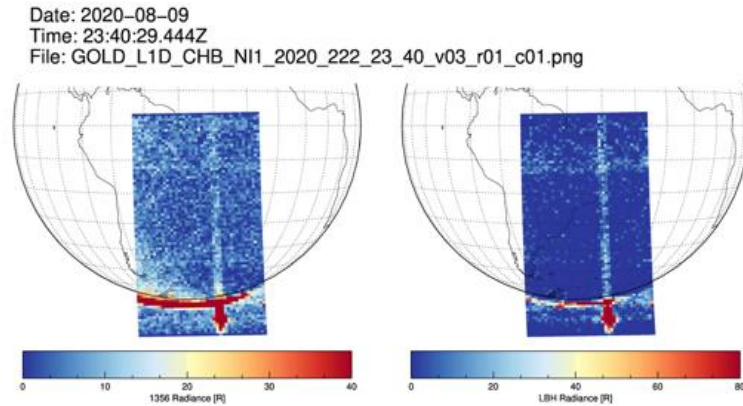 Date: 2020-08-09
Time: 23:40:29.444Z
File: GOLD_L1D_CHB_NI1_2020_222_23_40_v03_r01_c01.png
0 10 20 30 40
1356 Radiance [R]
0 20 40 60 80
LBH Radiance [R]